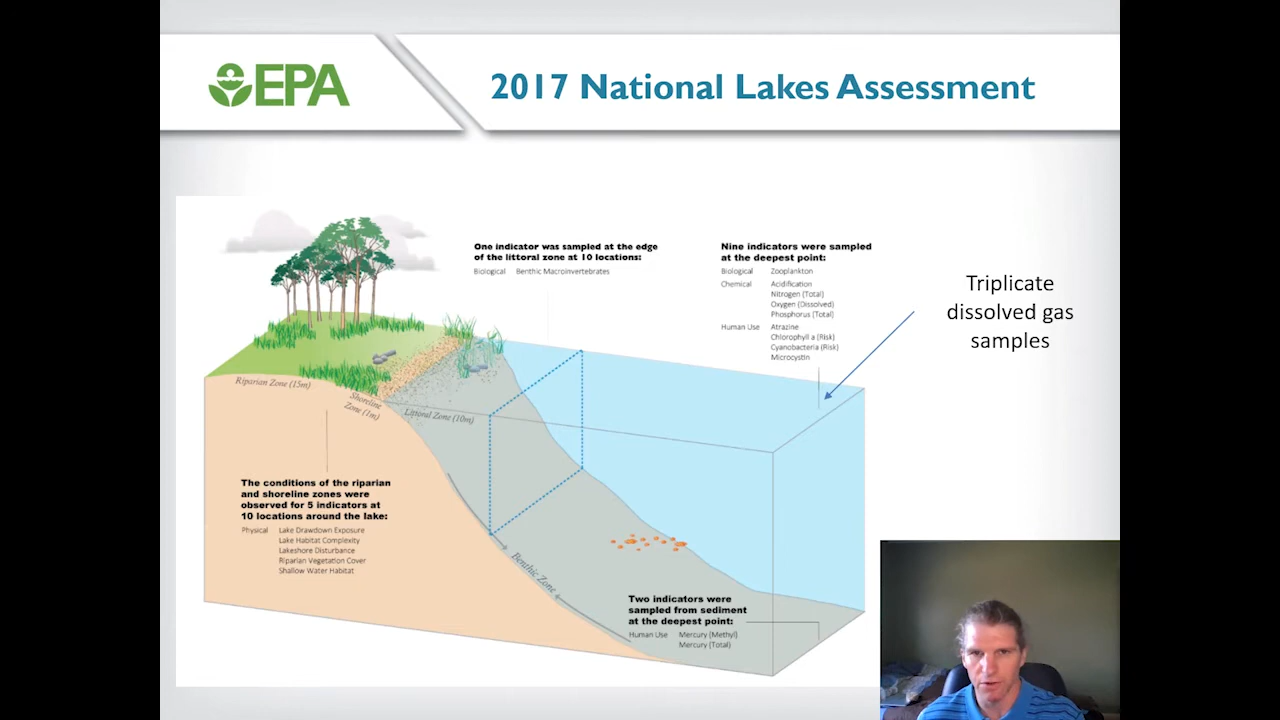 EPA
2017 National Lakes Assessment
One indicator was sampled at the edge
of the littoral zone at 10 locations:
Biological Benthic Macroinvertebrates
Nine indicators were sampled
at the deepest point:
Biological Zooplankton
Chemical Acidification
Nitrogen (Total)
Oxygen (Dissolved)
Phosphorus (Total)
Human Use Atrazine
Chlorophyll a (Risk)
Cyanobacteria (Risk)
Microcystin
Triplicate
dissolved gas
samples
Riparian Zone (15m)
Shoreline
Zone (1m)
Littoral Zone (10m)
The conditions of the riparian
and shoreline zones were
observed for 5 indicators at
10 locations around the lake:
Physical Lake Drawdown Exposure
Lake Habitat Complexity
Lakeshore Disturbance
Riparian Vegetation Cover
Shallow Water Habitat
Benthic Zone
Two indicators were
sampled from sediment
at the deepest point:
Human Use Mercury (Methyl)
Mercury (Total)